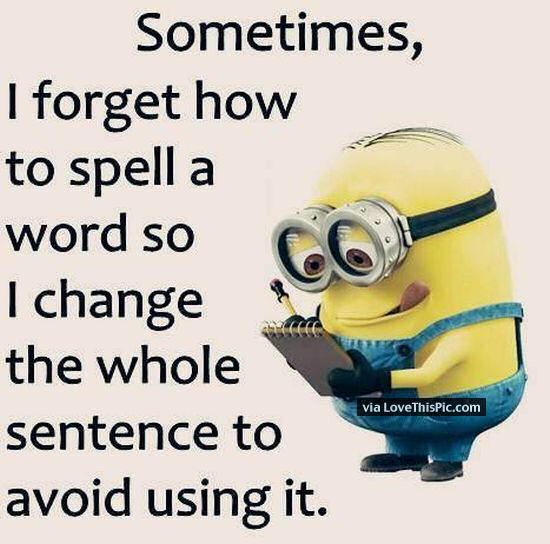 Sometimes,
I forget how
to spell a
word so
I change
the whole
sentence to
avoid using it.
via LoveThisPic.com